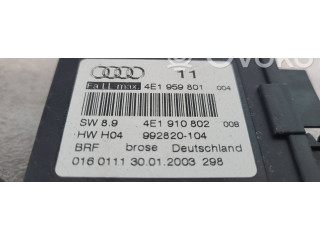 OVOKO
11
Fall max 4E1 959 801 004
SW 8.9 4E1 910 802 008
HW H04 992820-104
BRF brose Deutschland
016 0111 30.01.2003 298